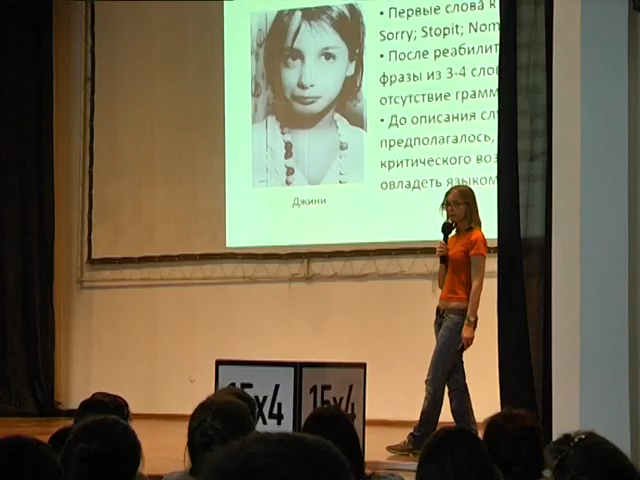 • Первые слова к
Sorry; Stopit; Nom
• После реабилит
фразы из 3-4 сло
отсутствие грамм
• До описания сл
предполагалось,
критического воз
овладеть языком
Джини
15x4
15x4